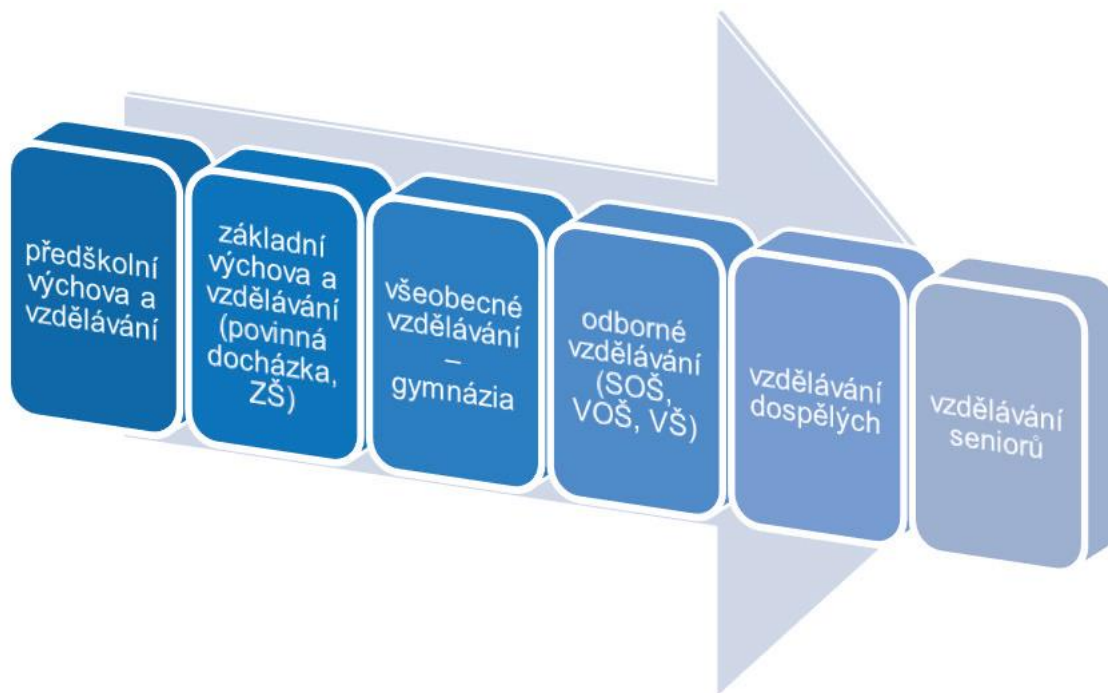 předškolní
výchova a
vzdělávání
základní
výchova a
vzdělávání
(povinná
docházka,
ZŠ)
všeobecné
vzdělávání
–
gymnázia
odborné
vzdělávání
(SOŠ,
VOŠ, VŠ)
vzdělávání
dospělých
vzdělávání
seniorů